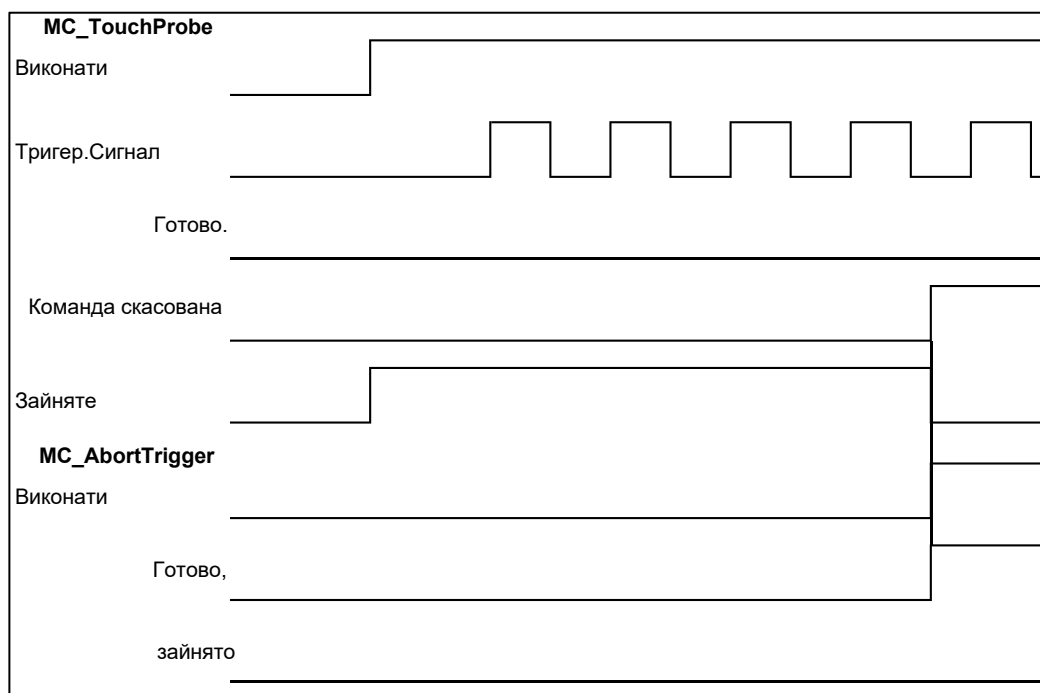 MC_TouchProbe
Виконати
Тригер.Сигнал
Готово.
Команда скасована
Зайняте
MC_AbortTrigger
Виконати
Готово,
зайнято